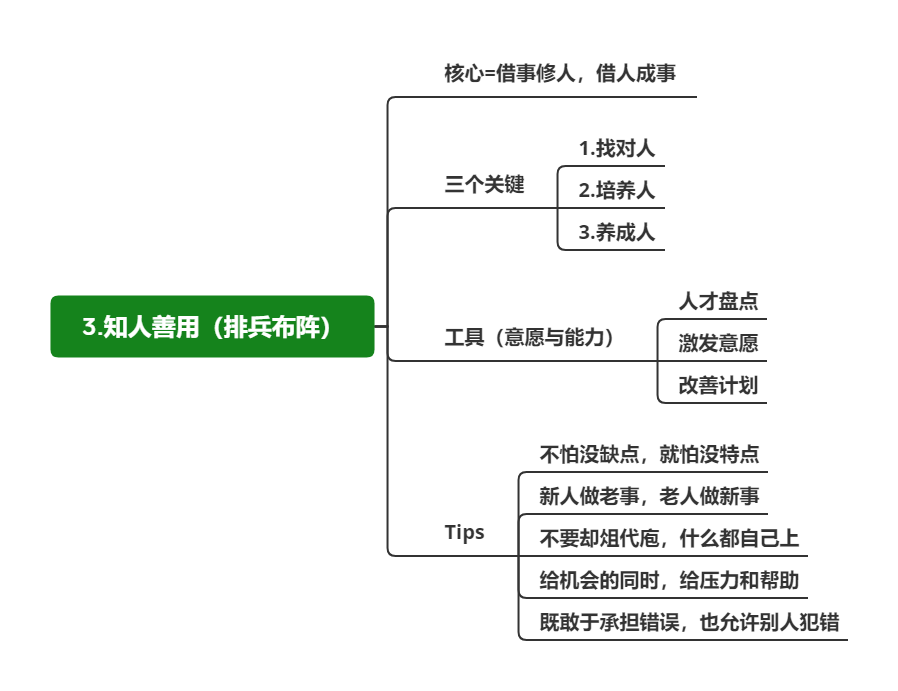 核心=借事修人，借人成事
1.找对人
三个关键
2.培养人
3.养成人
人才盘点
3.知人善用（排兵布阵）
工具（意愿与能力）
激发意愿
改善计划
不怕没缺点，就怕没特点
新人做老事，老人做新事
Tips
不要却俎代庖，什么都自己上
给机会的同时，给压力和帮助
既敢于承担错误，也允许别人犯错